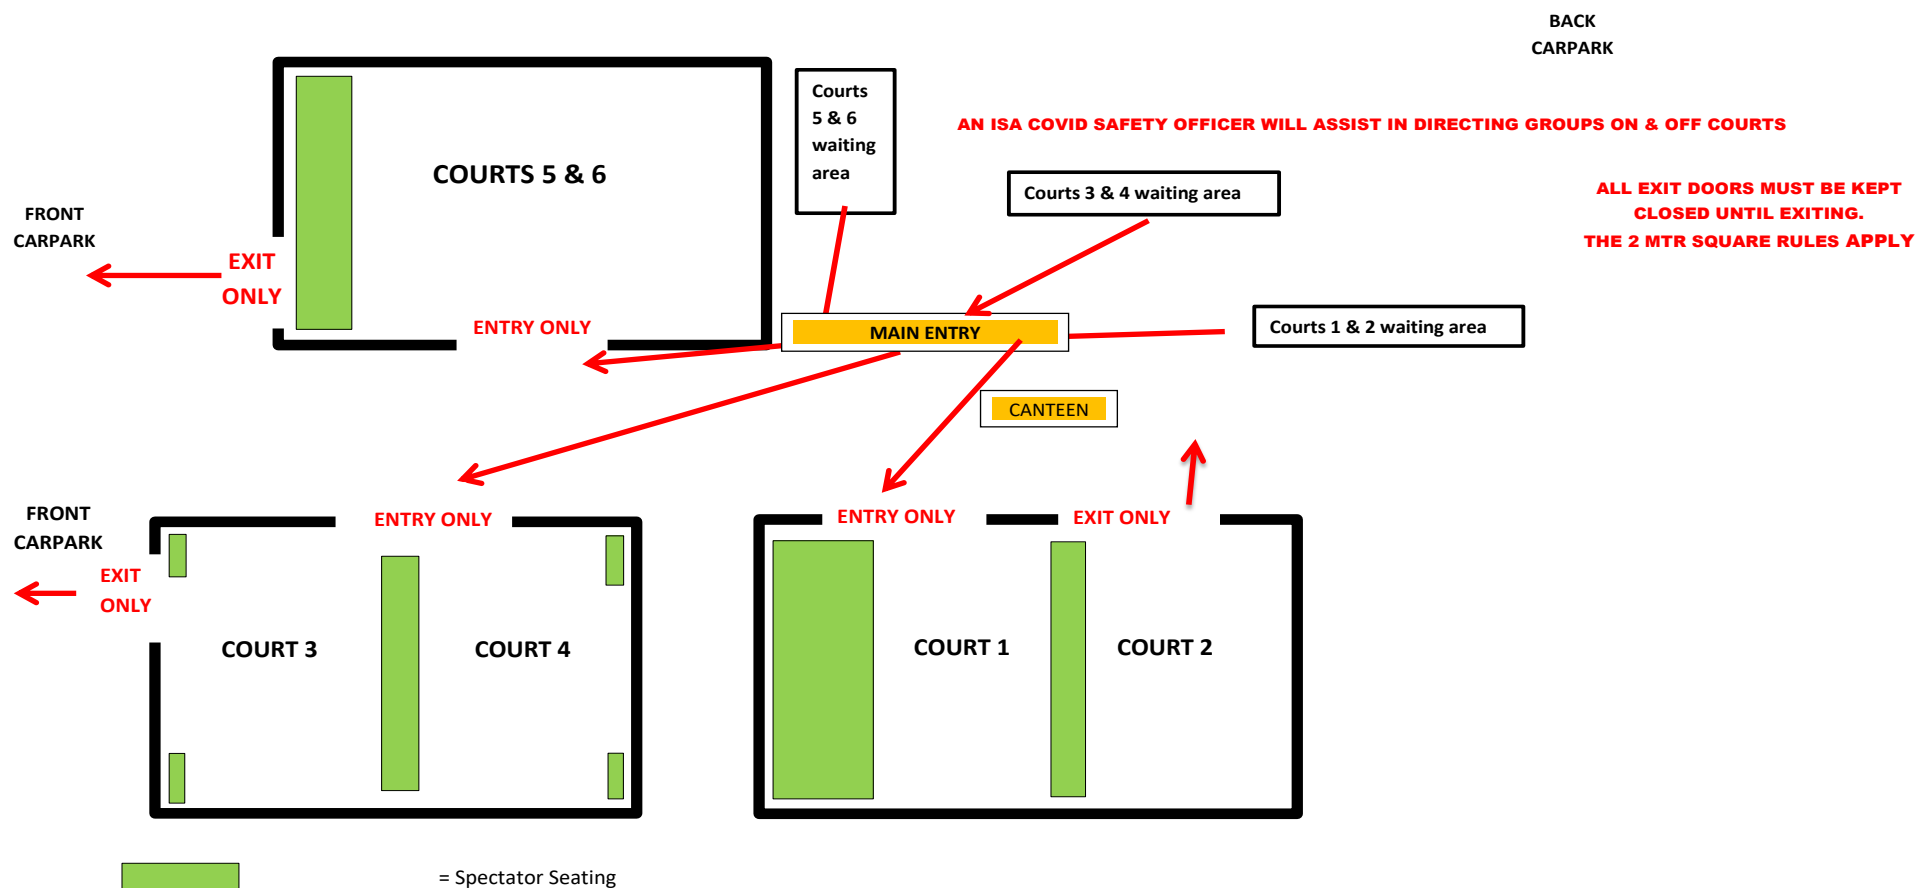 BACK
CARPARK
Courts
5 & 6
waiting
area
AN ISA COVID SAFETY OFFICER WILL ASSIST IN DIRECTING GROUPS ON & OFF COURTS
COURTS 5 & 6
Courts 3 & 4 waiting area
ALL EXIT DOORS MUST BE KEPT
CLOSED UNTIL EXITING.
THE 2 MTR SQUARE RULES APPLY
FRONT
CARPARK
EXIT
ONLY
ENTRY ONLY
MAIN ENTRY
Courts 1 & 2 waiting area
CANTEEN
FRONT
CARPARK
EXIT
ONLY
ENTRY ONLY
ENTRY ONLY
EXIT ONLY
COURT 3
COURT 4
COURT 1
COURT 2
= Spectator Seating